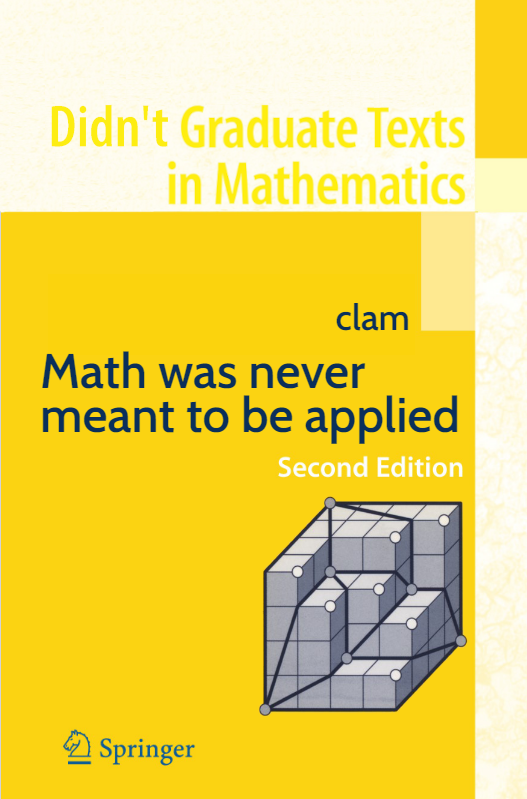 Didn't Graduate Texts
in Mathematics
clam
Math was never
meant to be applied
Second Edition
Springer